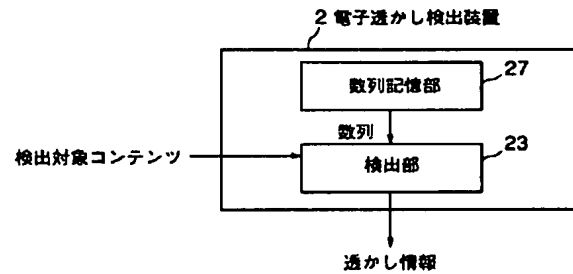 2 電子透かし検出装置
数列記憶部
27
数列
検出対象コンテンツ
検出部
23
透かし情報